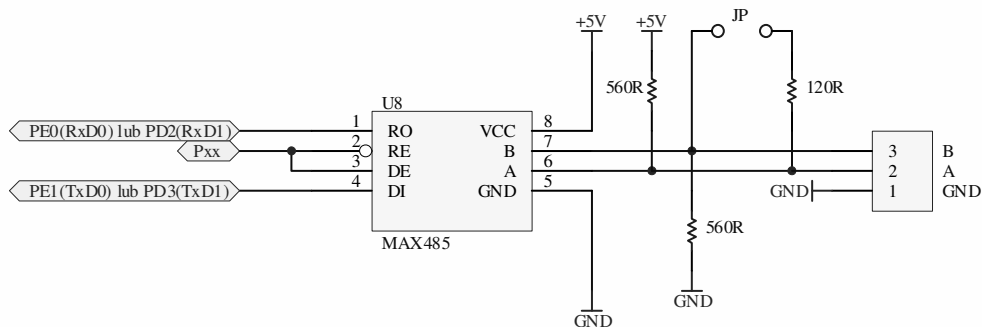 +5V +5V JP
560R 120R
U8
PE0(RxD0) lub PD2(RxD1) 1 RO VCC 8
Pxx 2 RE B 7 3 B
3 DE A 6 2 A
PE1(TxD0) lub PD3(TxD1) 4 DI GND 5 GND 1 GND
MAX485 560R
GND
GND